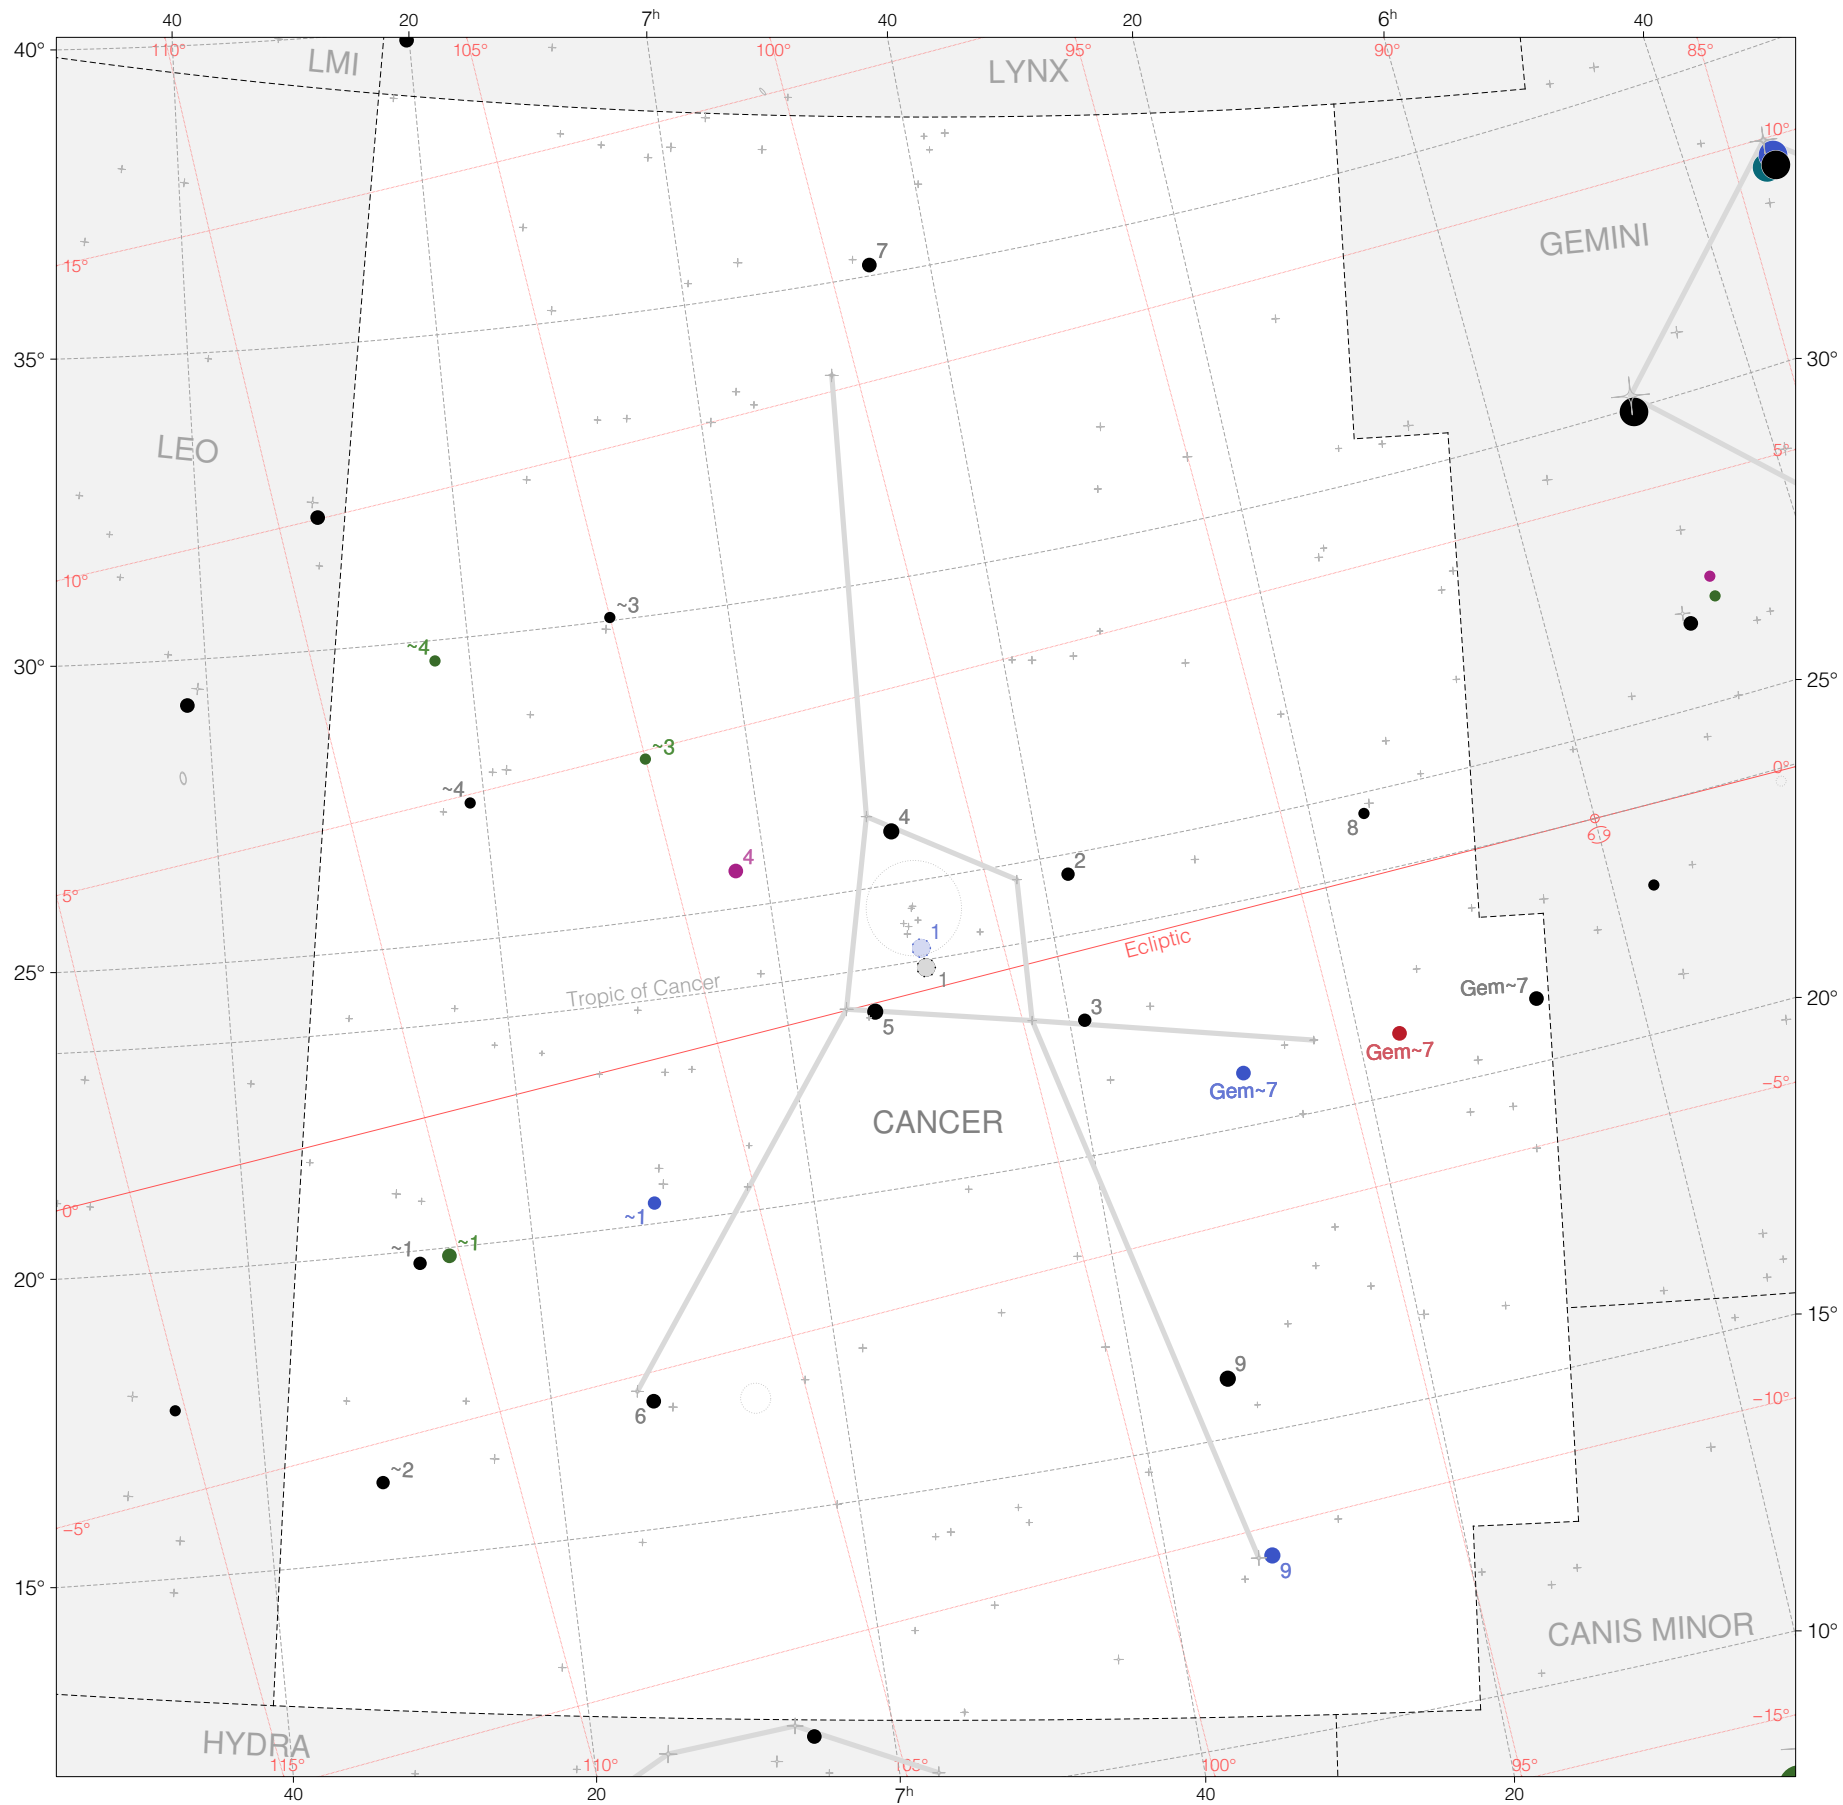 40 20 7h 40 20 6h 40
40° 110° 105° 100° 95° 90° 85°
LMI
LYNX
10°
GEMINI
7
15°
35° 30°
LEO
5°
10°
~3
~4
30° 25°
~3
0°
~4
4
8
69
4
2
5°
1
Ecliptic
25° 1
Tropic of Cancer
Gem~7
20°
3
5
Gem~7
−5°
Gem~7
CANCER
0°
~1
~1
~1
20°
15°
9
−10°
6
~2
−5°
9
15°
10°
CANIS MINOR
−15°
HYDRA
115° 110° 105° 100° 95°
40 20 7h 40 20